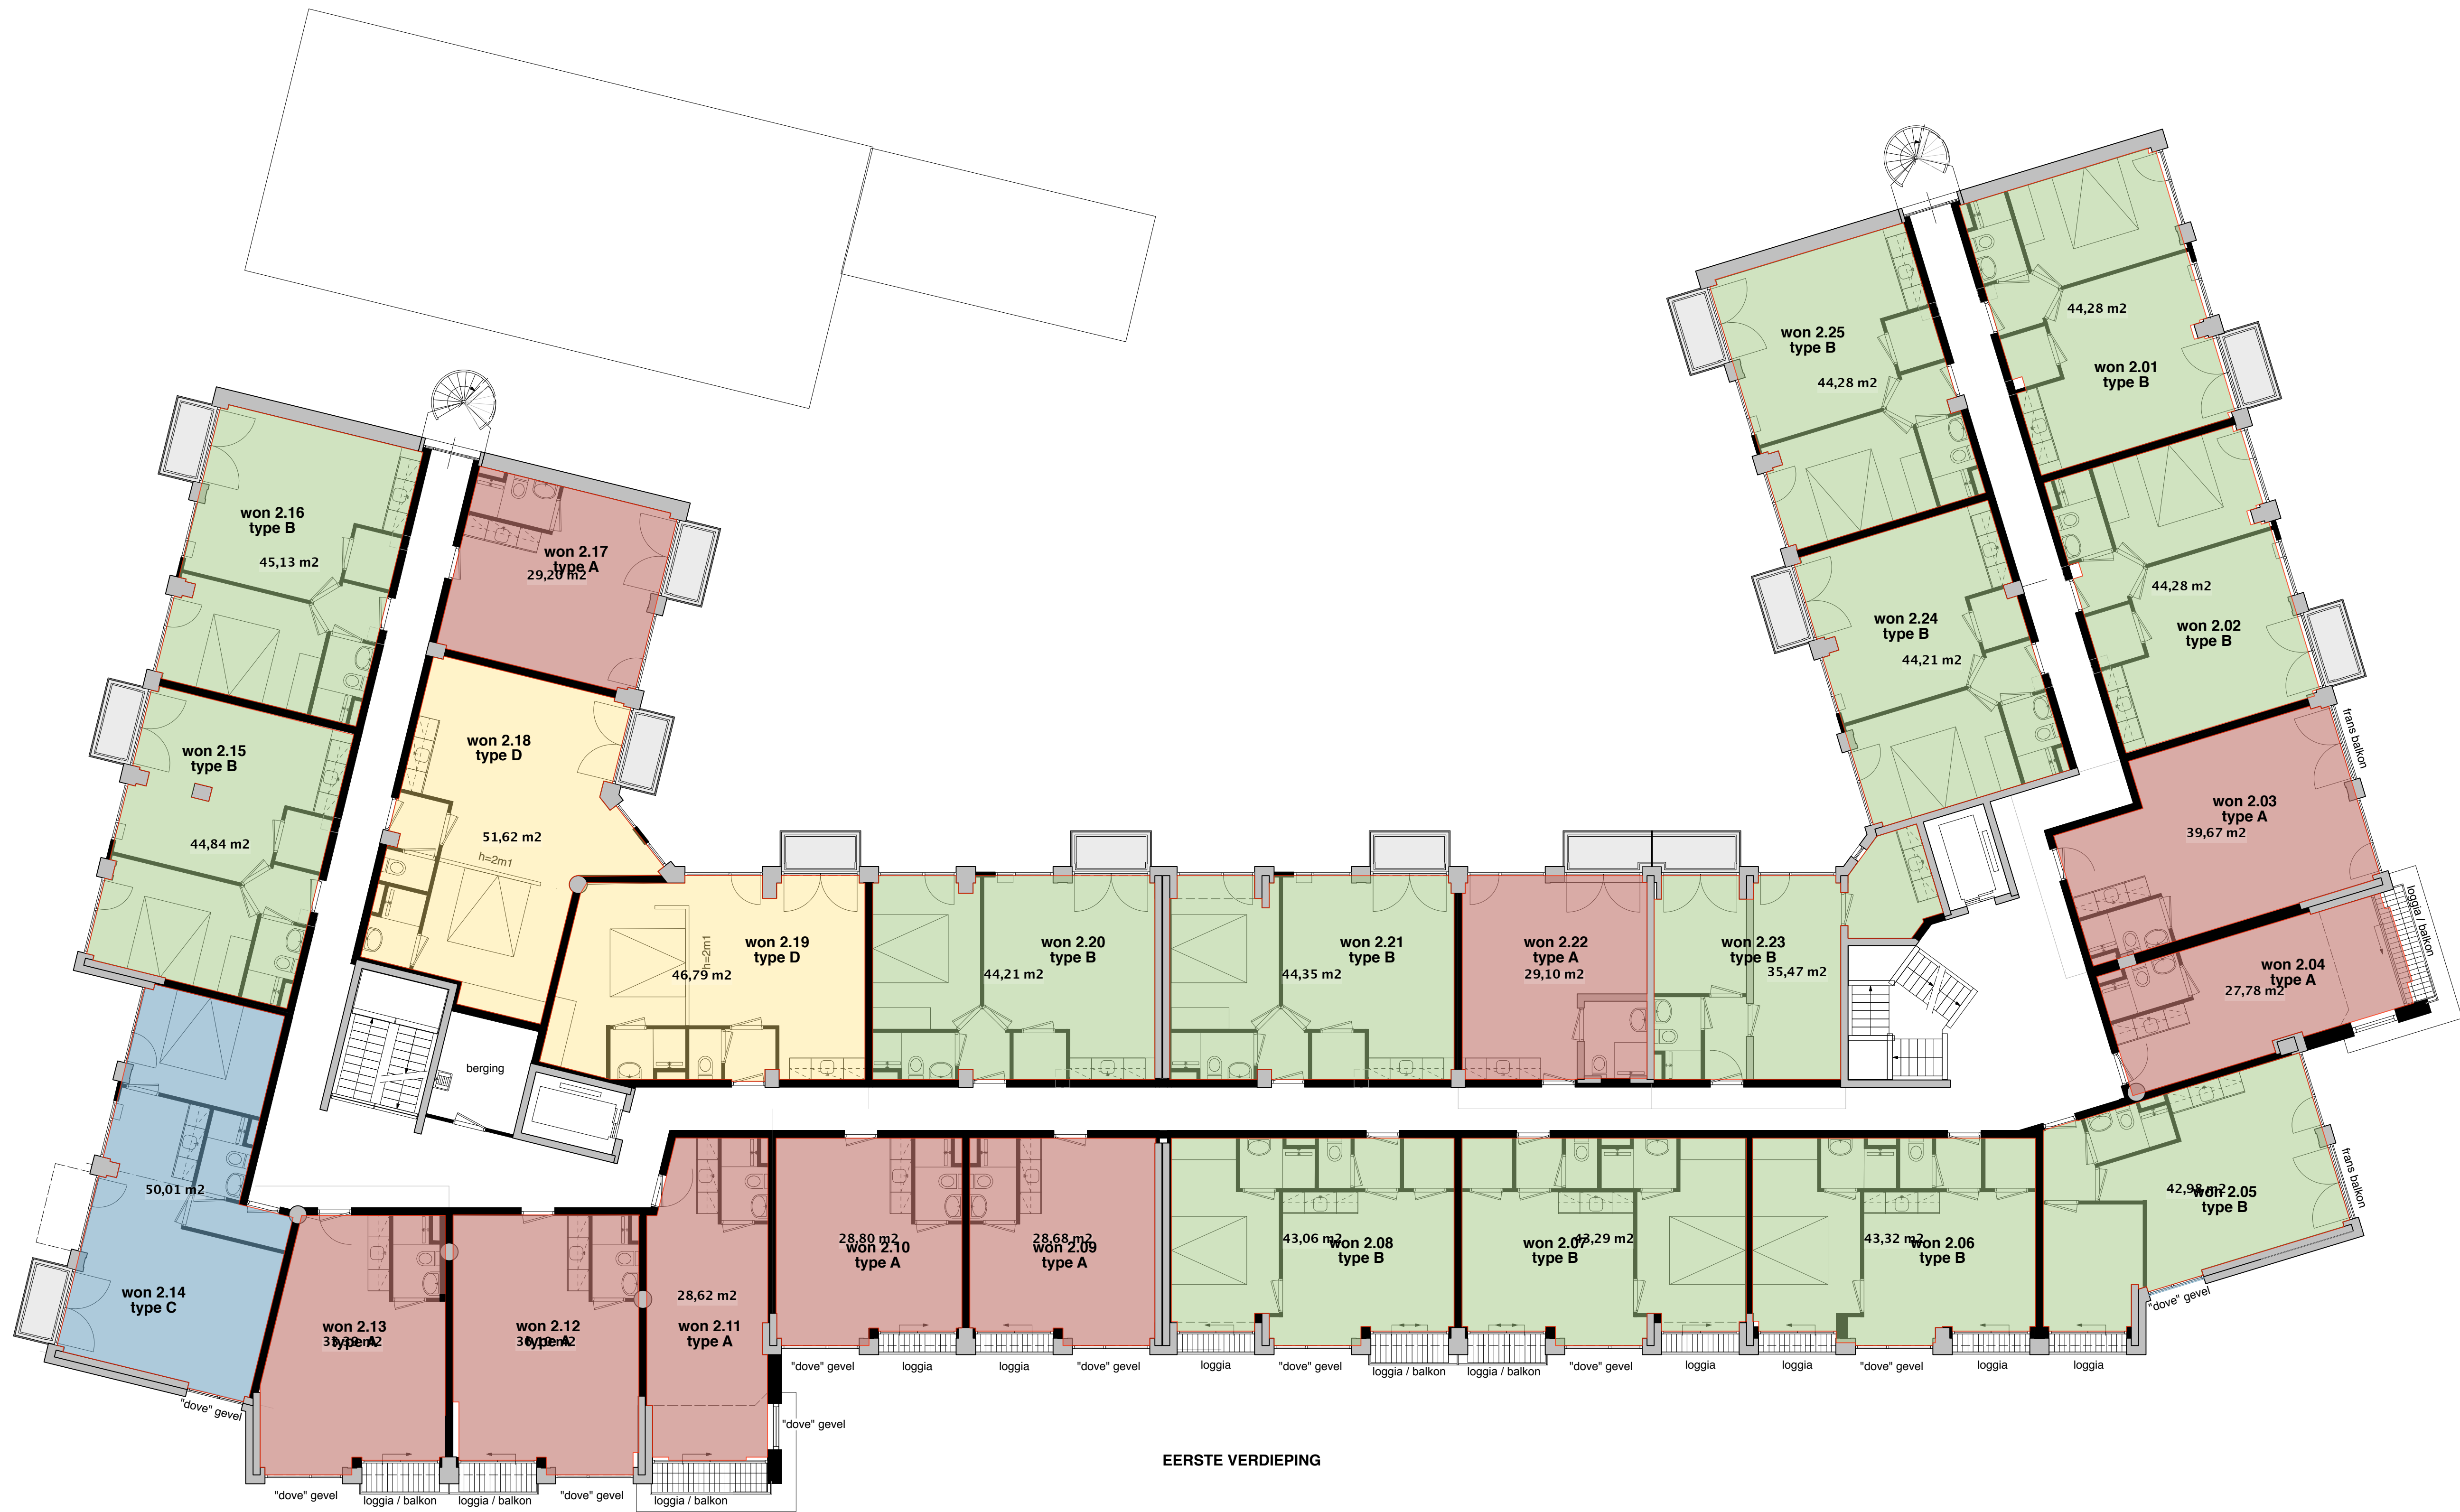 won 2.25
type B
44,28 m2
44,28 m2
won 2.01
type B
won 2.16
type B
45,13 m2
won 2.17
type A
29,20 m2
won 2.24
type B
44,21 m2
44,28 m2
won 2.02
type B
won 2.15
type B
44,84 m2
won 2.18
type D
51,62 m2
h=2m1
frans balkon
won 2.03
type A
39,67 m2
won 2.19
type D
46,79 m2
h=2m1
won 2.20
type B
44,21 m2
won 2.21
type B
44,35 m2
won 2.22
type A
29,10 m2
won 2.23
type B
35,47 m2
loggia / balkon
won 2.04
type A
27,78 m2
berging
won 2.14
type C
50,01 m2
won 2.13
type A
won 2.12
type A
28,62 m2
won 2.11
type A
28,80 m2
won 2.10
type A
28,68 m2
won 2.09
type A
43,06 m2
won 2.08
type B
won 2.07
type B
43,29 m2
43,32 m2
won 2.06
type B
42,98 m2
won 2.05
type B
frans balkon
"dove" gevel
"dove" gevel
loggia
loggia
"dove" gevel
loggia
"dove" gevel
loggia / balkon
loggia / balkon
"dove" gevel
loggia
loggia
"dove" gevel
loggia
loggia
"dove" gevel
"dove" gevel
EERSTE VERDIEPING
"dove" gevel
loggia / balkon
loggia / balkon
"dove" gevel
loggia / balkon